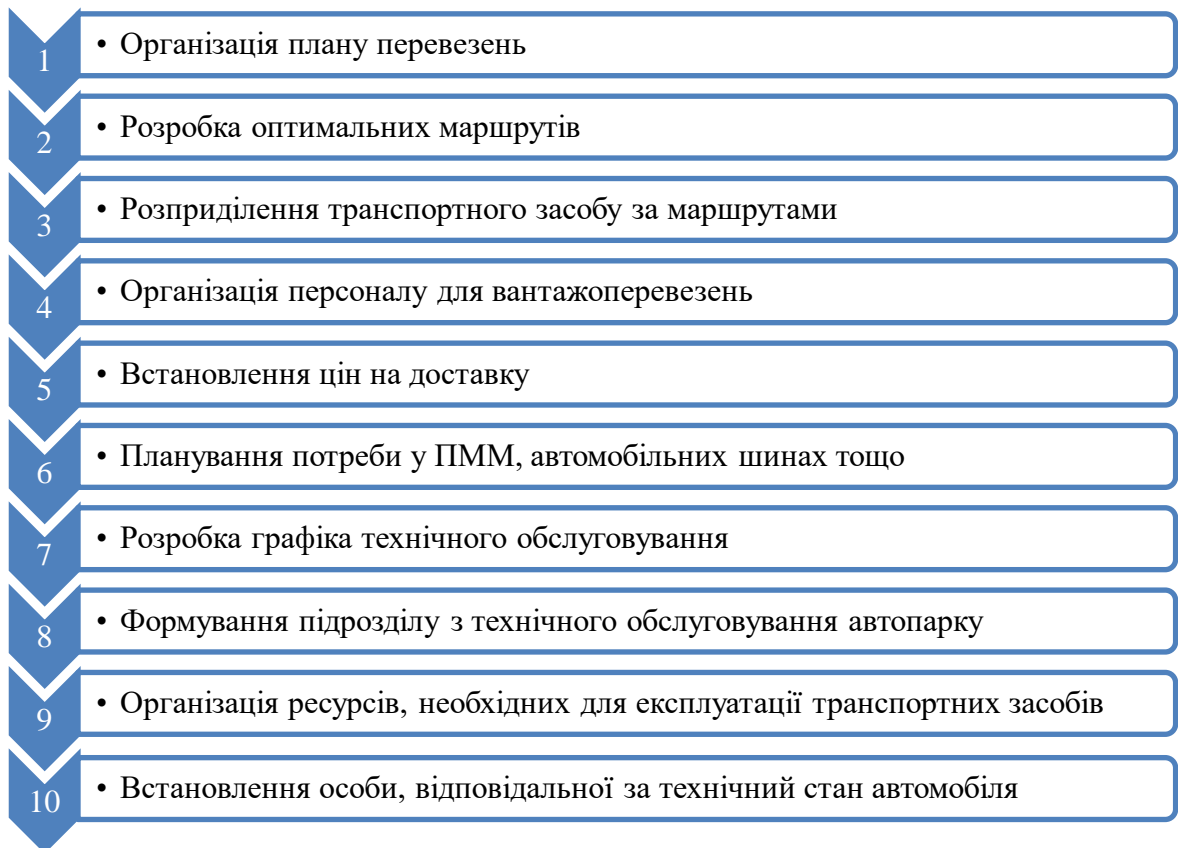 1 • Організація плану перевезень
2 • Розробка оптимальних маршрутів
3 • Розприділення транспортного засобу за маршрутами
4 • Організація персоналу для вантажоперевезень
5 • Встановлення цін на доставку
6 • Планування потреби у ПММ, автомобільних шинах тощо
7 • Розробка графіка технічного обслуговування
8 • Формування підрозділу з технічного обслуговування автопарку
9 • Організація ресурсів, необхідних для експлуатації транспортних засобів
10 • Встановлення особи, відповідальної за технічний стан автомобіля